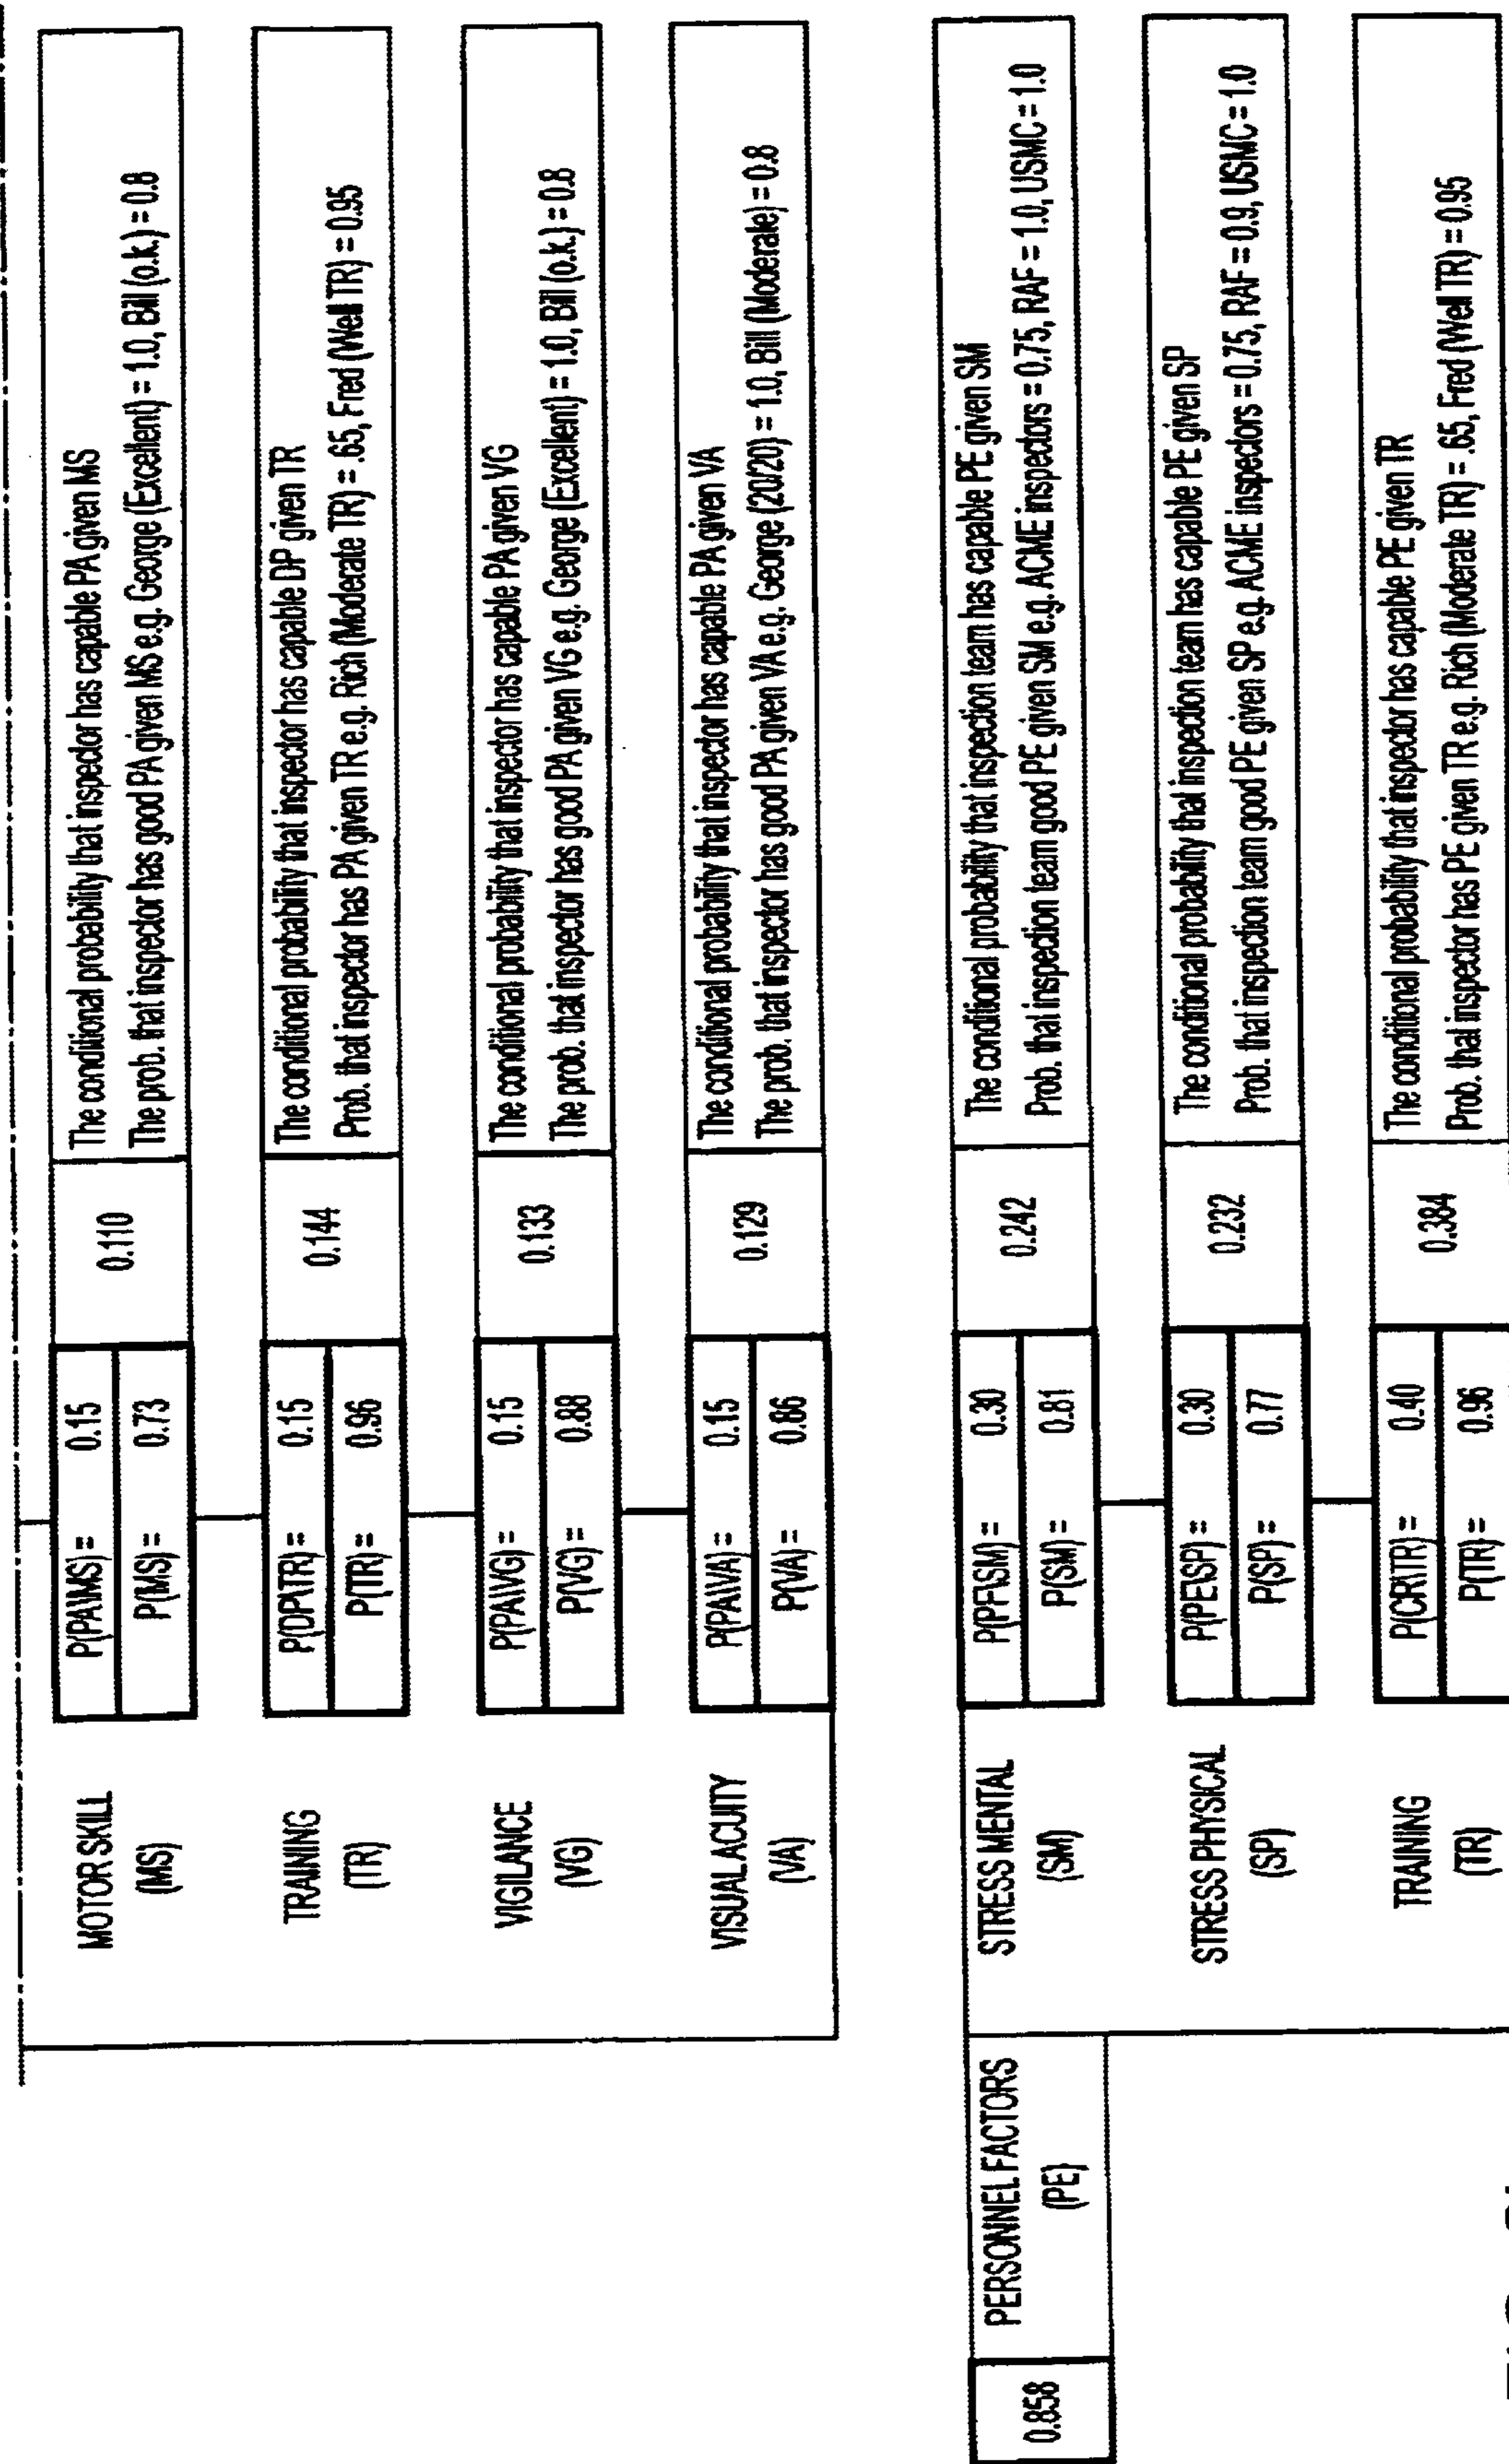 MOTOR SKILL
(MS)
P(PA\MS) = 0.15
P(MS) = 0.73
0.110
The conditional probability that inspector has capable PA given MS
The prob. that inspector has good PA given MS e.g. George (Excellent) = 1.0, Bill (o.k.) = 0.8
TRAINING
(TR)
P(DP\TR) = 0.15
P(TR) = 0.96
0.144
The conditional probability that inspector has capable DP given TR
Prob. that inspector has PA given TR e.g. Rich (Moderate TR) = .65, Fred (Well TR) = 0.95
VIGILANCE
(VG)
P(PA\VG) = 0.15
P(VG) = 0.88
0.133
The conditional probability that inspector has capable PA given VG
The prob. that inspector has good PA given VG e.g. George (Excellent) = 1.0, Bill (o.k.) = 0.8
VISUAL ACUITY
(VA)
P(PA\VA) = 0.15
P(VA) = 0.86
0.129
The conditional probability that inspector has capable PA given VA
The prob. that inspector has good PA given VA e.g. George (20/20) = 1.0, Bill (Moderate) = 0.8
0.858
PERSONNEL FACTORS
(PE)
STRESS MENTAL
(SM)
P(PE\SM) = 0.30
P(SM) = 0.81
0.242
The conditional probability that inspection team has capable PE given SM
Prob. that inspection team good PE given SM e.g. ACME inspectors = 0.75, RAF = 1.0, USMC = 1.0
STRESS PHYSICAL
(SP)
P(PE\SP) = 0.30
P(SP) = 0.77
0.232
The conditional probability that inspection team has capable PE given SP
Prob. that inspection team good PE given SP e.g. ACME inspectors = 0.75, RAF = 0.9, USMC = 1.0
TRAINING
(TR)
P(CR\TR) = 0.40
P(TR) = 0.96
0.384
The conditional probability that inspector has capable PE given TR
Prob. that inspector has PE given TR e.g. Rich (Moderate TR) = .65, Fred (Well TR) = 0.95